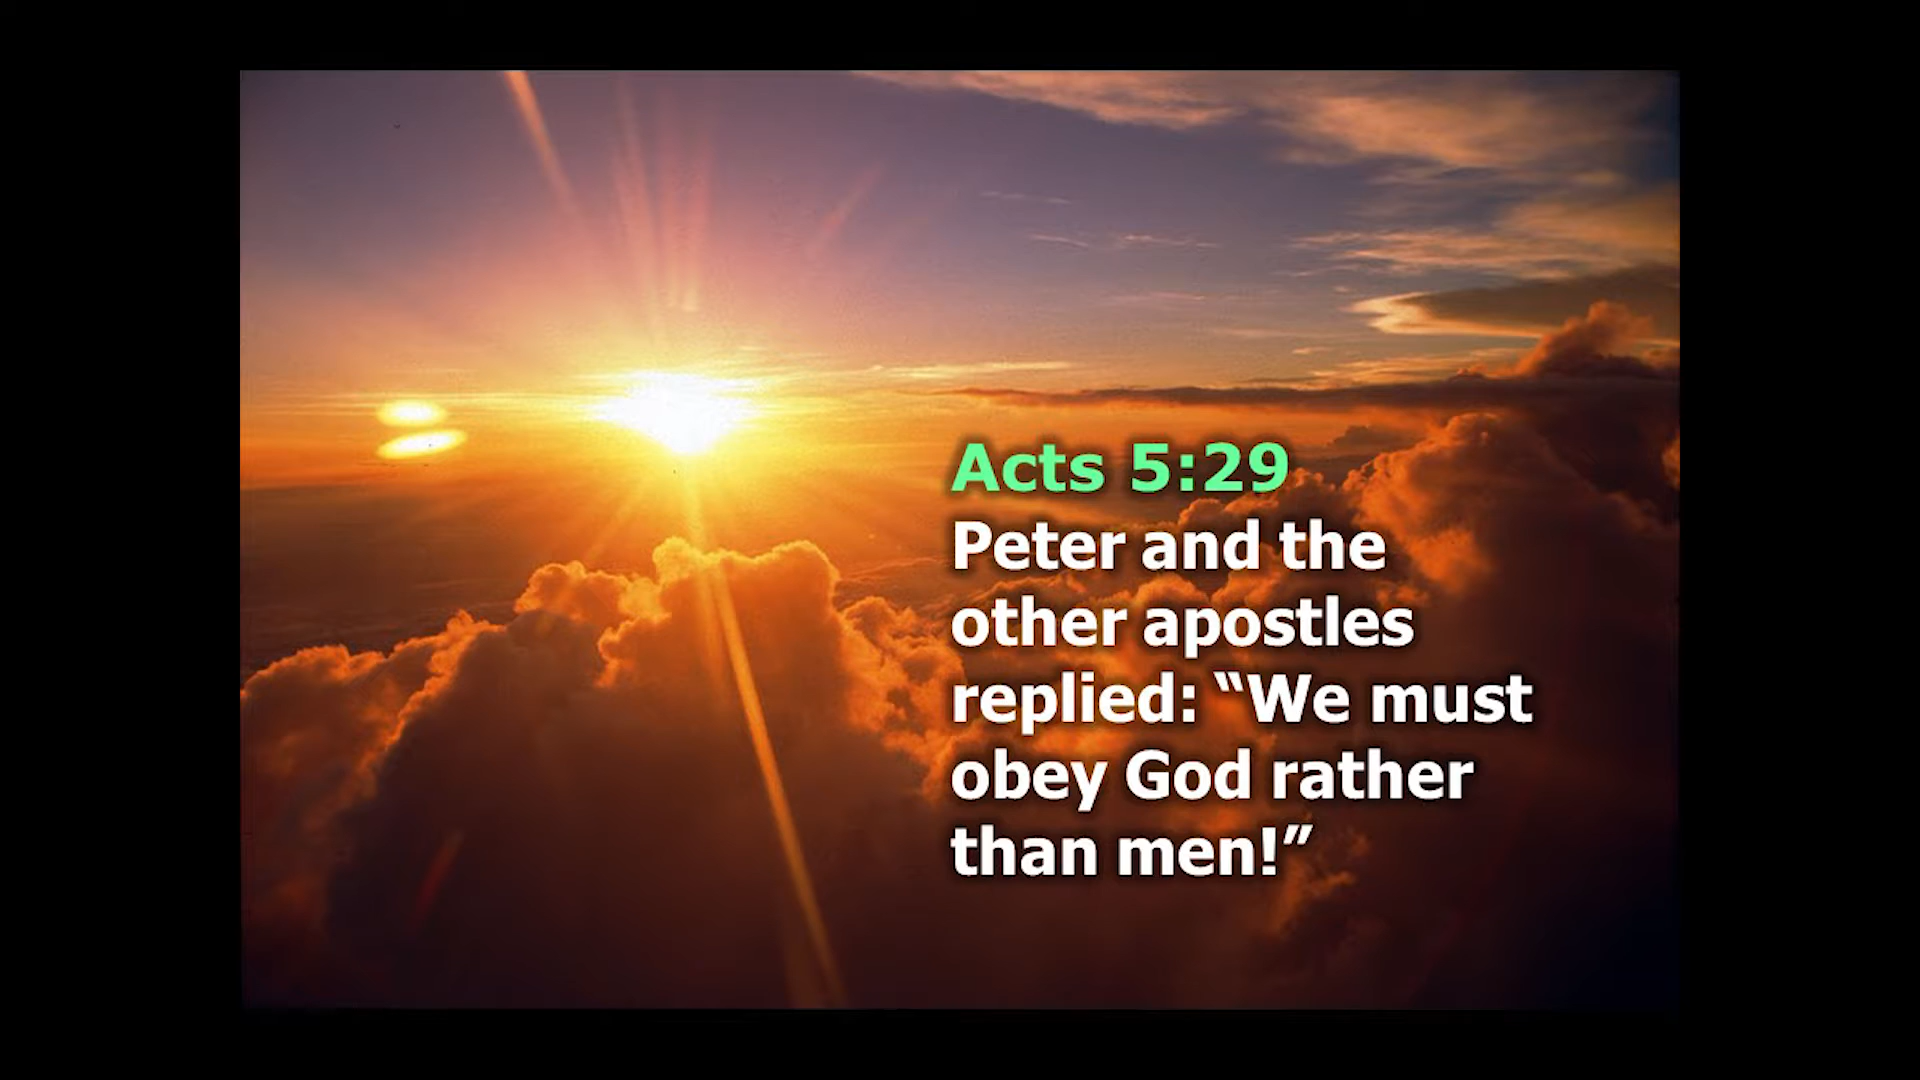 Acts 5:29
Peter and the
other apostles
replied: “We must
obey God rather
than men!”